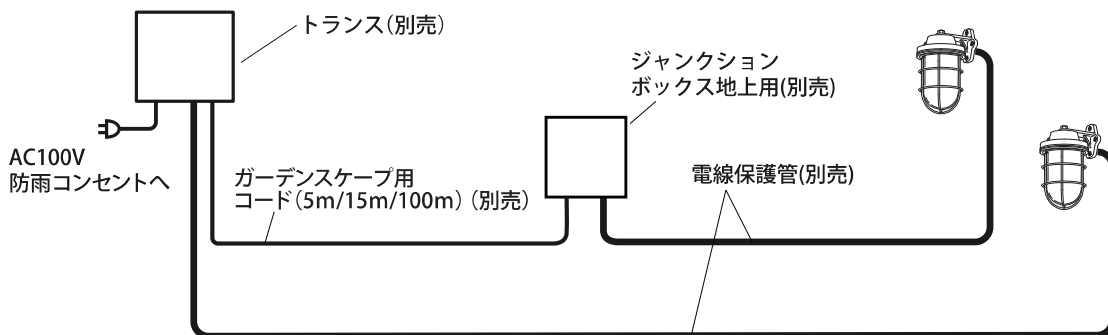 トランス(別売)
ジャンクション
ボックス地上用(別売)
AC100V
防雨コンセントへ
ガーデンスケープ用
コード(5m/15m/100m) (別売)
電線保護管(別売)